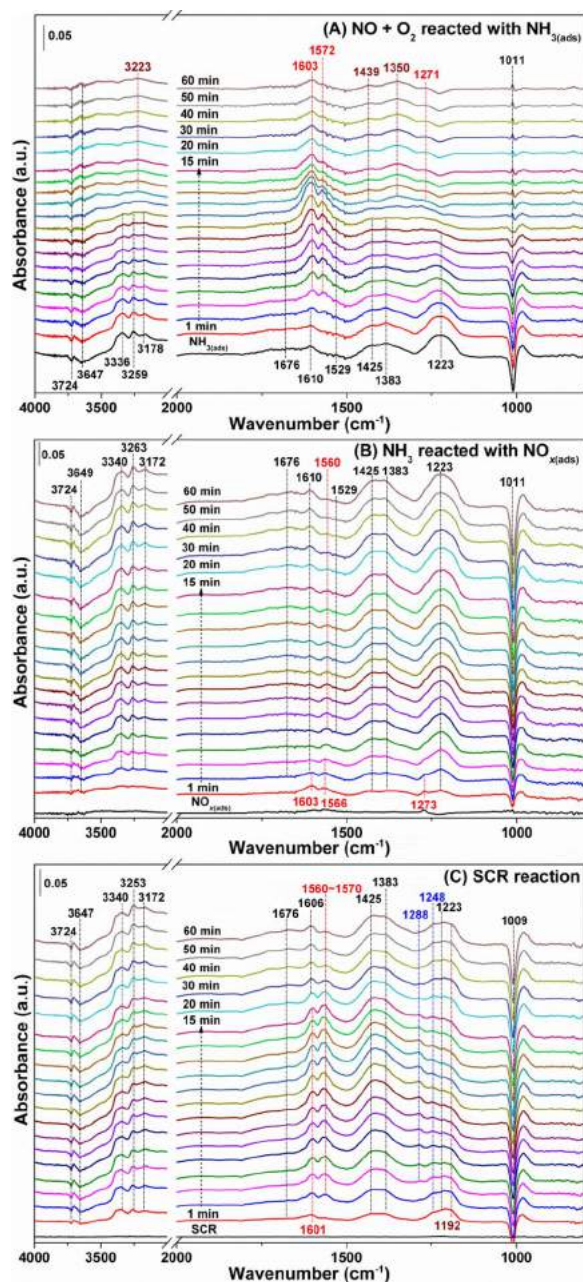 0.05
(A) NO + O2 reacted with NH3(ads)
1572
3223 1603 1439 1350 1271 1011
60 min
50 min
40 min
30 min
20 min
15 min
1 min
NH3(ads)
3336 3178
3724 3647 3259
1676 1529 1425 1223
1610 1383
Absorbance (a.u.)
4000 3250 2000 1500 1000
Wavenumber (cm-1)
0.05
(B) NH3 reacted with NOx(ads)
3263
3649 3340 3172 1676 1560 1425 1383 1223
3724 1610 1529 1011
60 min
50 min
40 min
30 min
20 min
15 min
1 min
NOx(ads)
1603 1566 1273
Absorbance (a.u.)
4000 3250 2000 1500 1000
Wavenumber (cm-1)
0.05
(C) SCR reaction
3253 1560~1570 1383
3647 3340 3172 1606 1425 1248 1223
3724 1676 1288 1009
60 min
50 min
40 min
30 min
20 min
15 min
1 min
SCR
1601 1192
Absorbance (a.u.)
4000 3250 2000 1500 1000
Wavenumber (cm-1)